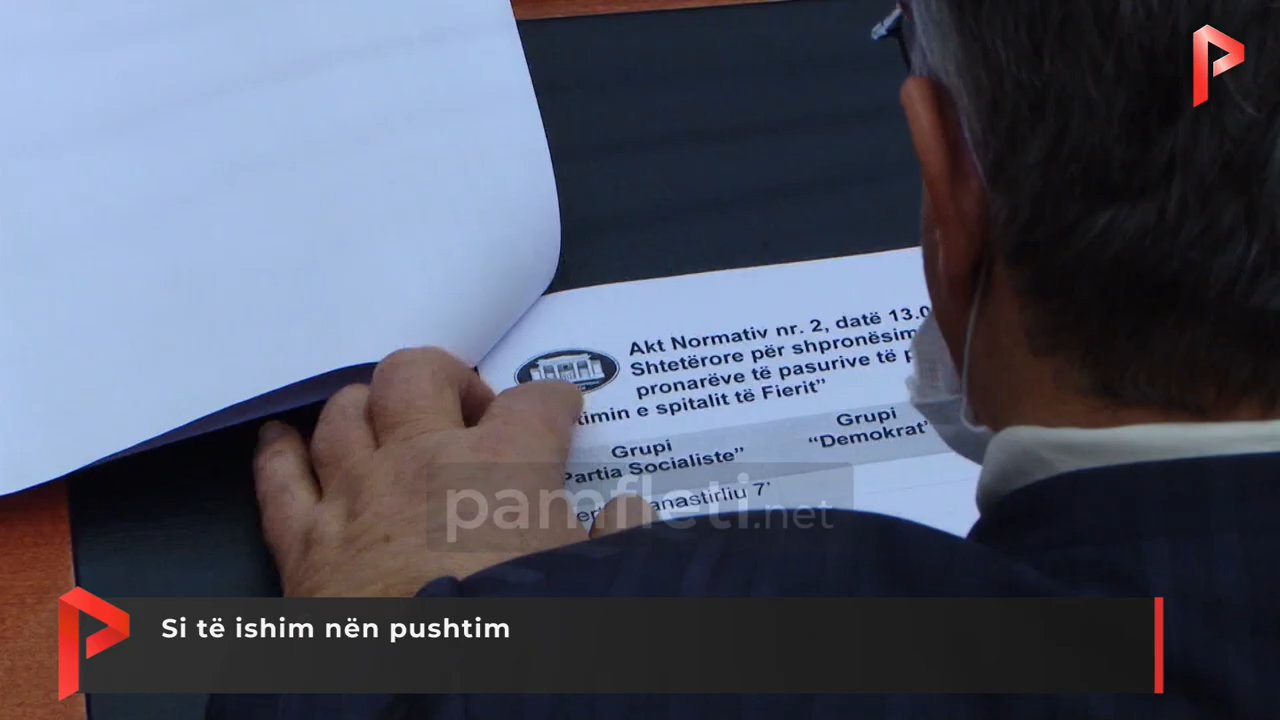 Akt Normativ nr. 2, datë 13.0
Shtetërore për shpronësim
pronarëve të pasurive të p
timin e spitalit të Fierit”
Grupi
Partia Socialiste”
Grupi
“Demokrat”
anastirliu 7'
pamfleti.net
Si të ishim nën pushtim